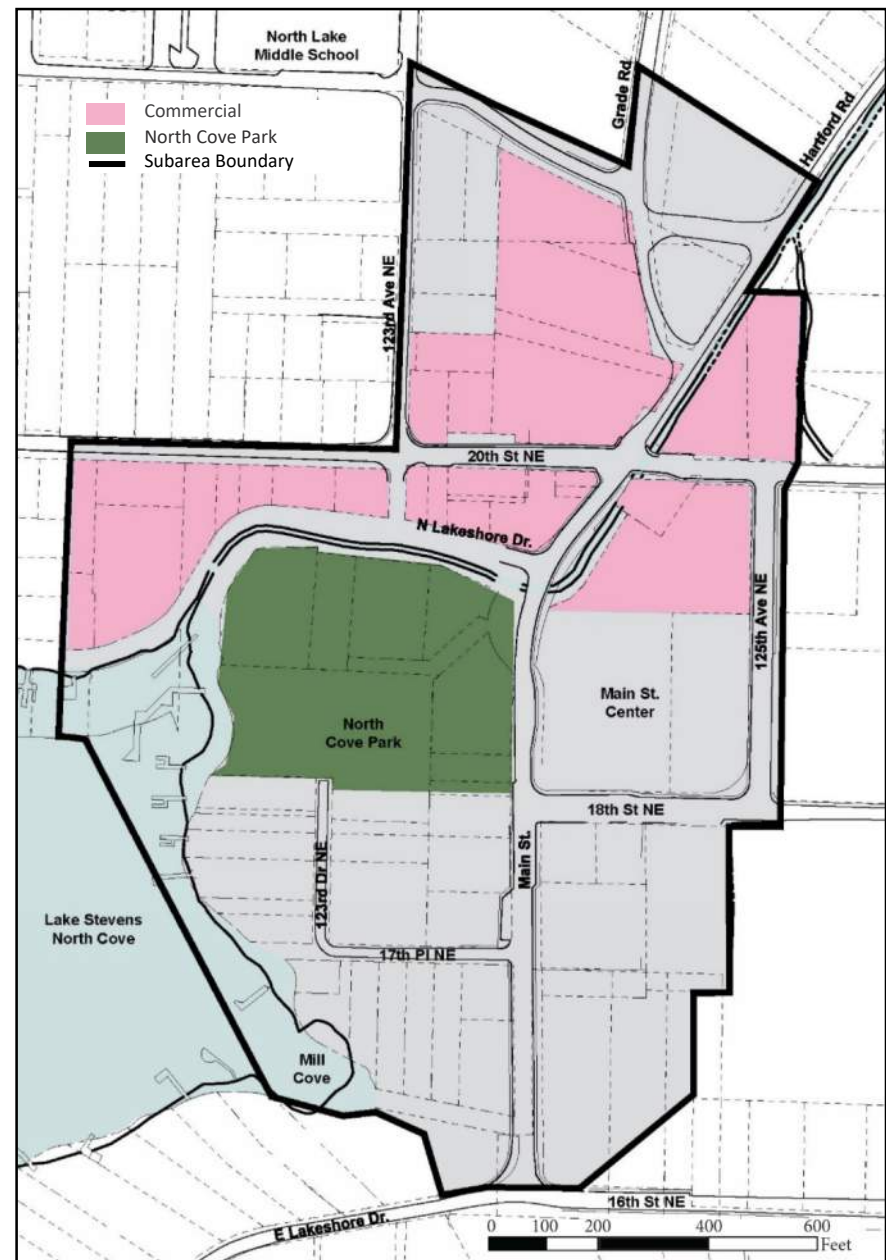 North Lake
Middle School
Commercial
North Cove Park
Subarea Boundary
Grade Rd
Hartford Rd
123rd Ave NE
20th St NE
N Lakeshore Dr.
125th Ave NE
Main St.
Center
North
Cove Park
18th St NE
Main St.
123rd Dr NE
Lake Stevens
North Cove
17th Pl NE
Mill
Cove
16th St NE
E Lakeshore Dr.
0 100 200 400 600
Feet